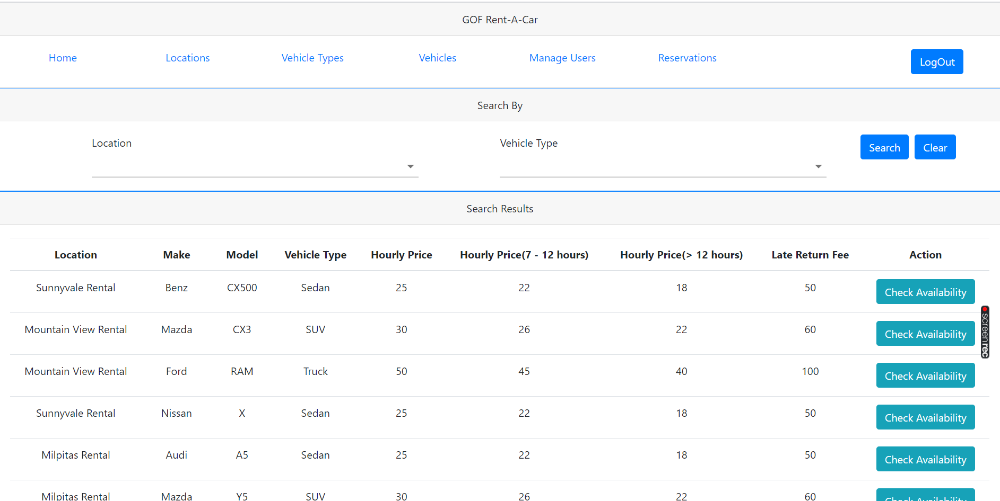 GOF Rent-A-Car
Home Locations Vehicle Types Vehicles Manage Users Reservations LogOut
Search By
Location Vehicle Type Search Clear
Search Results
Location Make Model Vehicle Type Hourly Price Hourly Price(7 - 12 hours) Hourly Price(> 12 hours) Late Return Fee Action
Sunnyvale Rental Benz CX500 Sedan 25 22 18 50 Check Availability
Mountain View Rental Mazda CX3 SUV 30 26 22 60 Check Availability
screenrec
Mountain View Rental Ford RAM Truck 50 45 40 100 Check Availability
Sunnyvale Rental Nissan X Sedan 25 22 18 50 Check Availability
Milpitas Rental Audi A5 Sedan 25 22 18 50 Check Availability
Milpitas Rental Mazda Y5 SUV 30 26 22 60 Check Availability